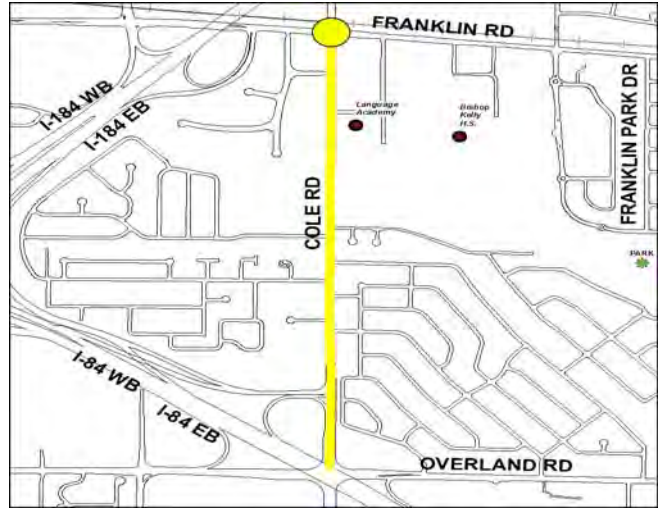 FRANKLIN RD
I-184 WB
I-184 EB
Language
Academy
Bishop
Kelly
H.S.
FRANKLIN PARK DR
COLE RD
PARK
I-84 WB
I-84 EB
OVERLAND RD